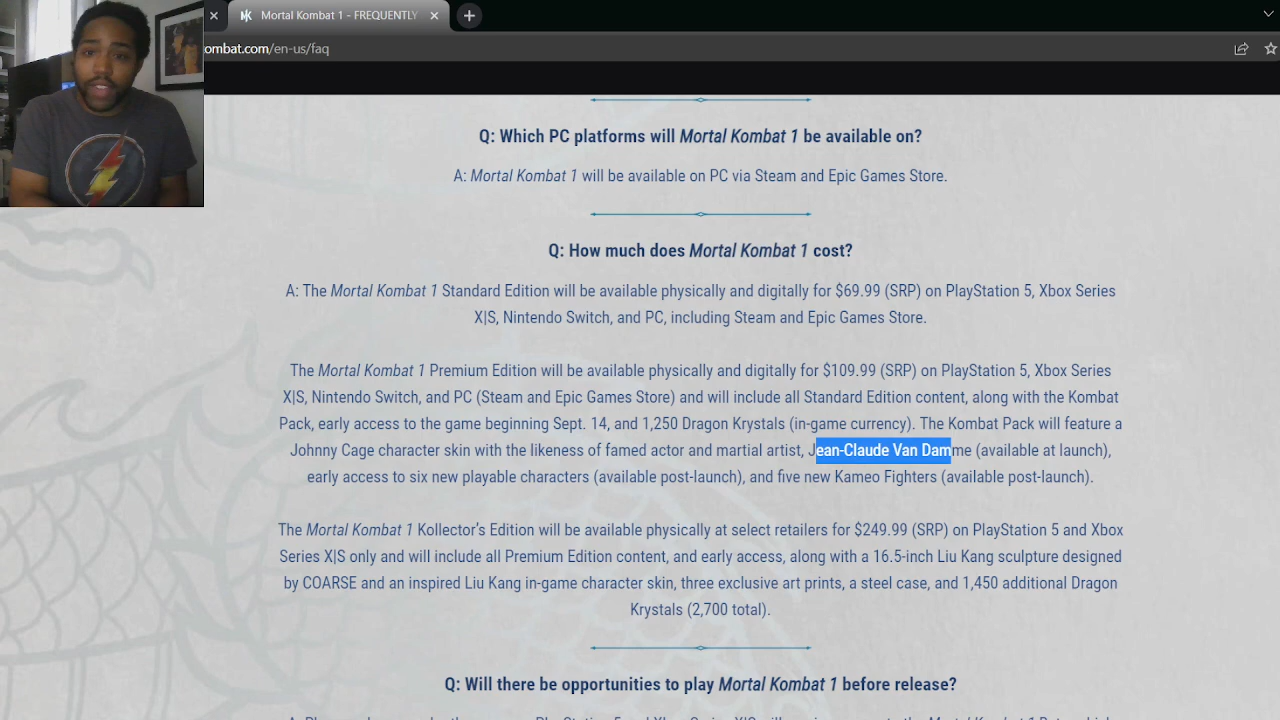 Mortal Kombat 1 - FREQUENTLY
ombat.com/en-us/faq
Q: Which PC platforms will Mortal Kombat 1 be available on?
A: Mortal Kombat 1 will be available on PC via Steam and Epic Games Store.
Q: How much does Mortal Kombat 1 cost?
A: The Mortal Kombat 1 Standard Edition will be available physically and digitally for $69.99 (SRP) on PlayStation 5, Xbox Series
X|S, Nintendo Switch, and PC, including Steam and Epic Games Store.
The Mortal Kombat 1 Premium Edition will be available physically and digitally for $109.99 (SRP) on PlayStation 5, Xbox Series
X|S, Nintendo Switch, and PC (Steam and Epic Games Store) and will include all Standard Edition content, along with the Kombat
Pack, early access to the game beginning Sept. 14, and 1,250 Dragon Krystals (in-game currency). The Kombat Pack will feature a
Johnny Cage character skin with the likeness of famed actor and martial artist, Jean-Claude Van Damme (available at launch),
early access to six new playable characters (available post-launch), and five new Kameo Fighters (available post-launch).
The Mortal Kombat 1 Kollector's Edition will be available physically at select retailers for $249.99 (SRP) on PlayStation 5 and Xbox
Series X|S only and will include all Premium Edition content, and early access, along with a 16.5-inch Liu Kang sculpture designed
by COARSE and an inspired Liu Kang in-game character skin, three exclusive art prints, a steel case, and 1,450 additional Dragon
Krystals (2,700 total).
Q: Will there be opportunities to play Mortal Kombat 1 before release?